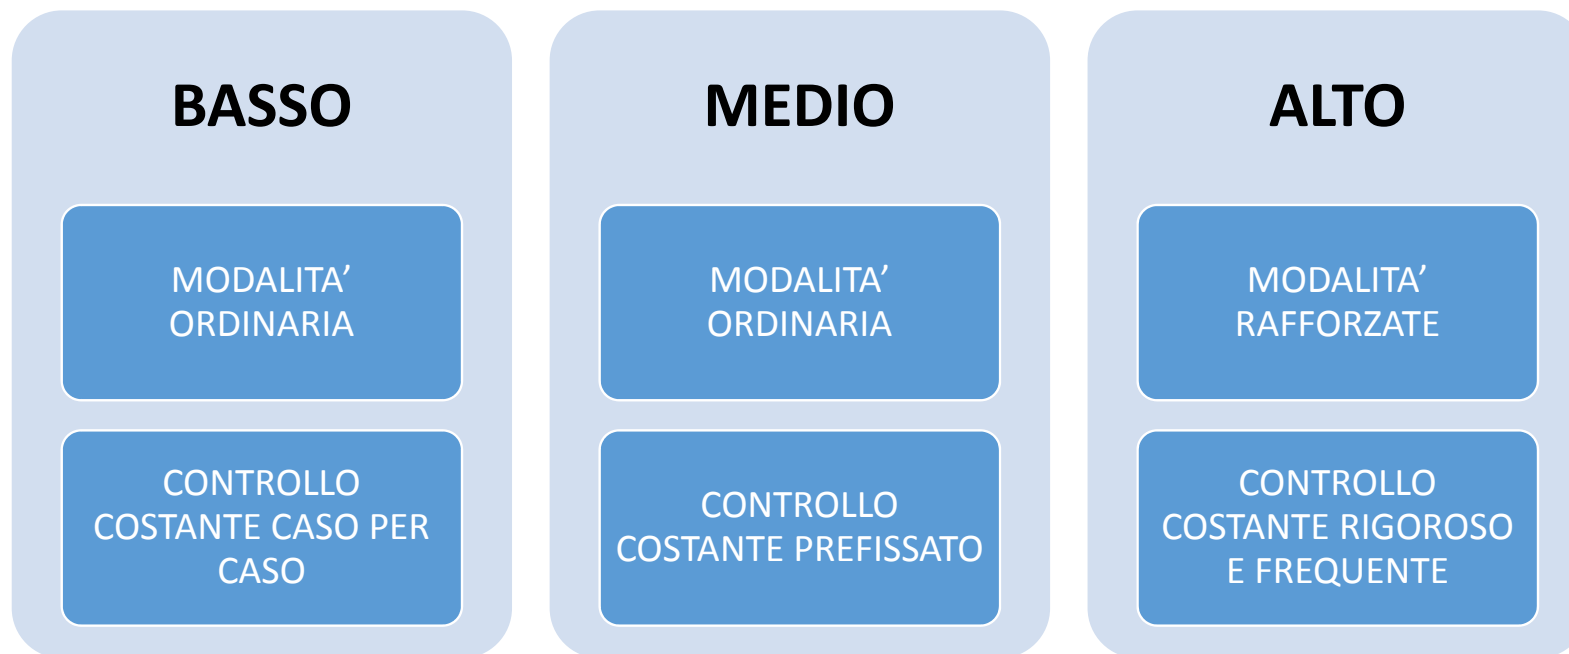 BASSO
MODALITA’
ORDINARIA
CONTROLLO
COSTANTE CASO PER
CASO
MEDIO
MODALITA’
ORDINARIA
CONTROLLO
COSTANTE PREFISSATO
ALTO
MODALITA’
RAFFORZATE
CONTROLLO
COSTANTE RIGOROSO
E FREQUENTE